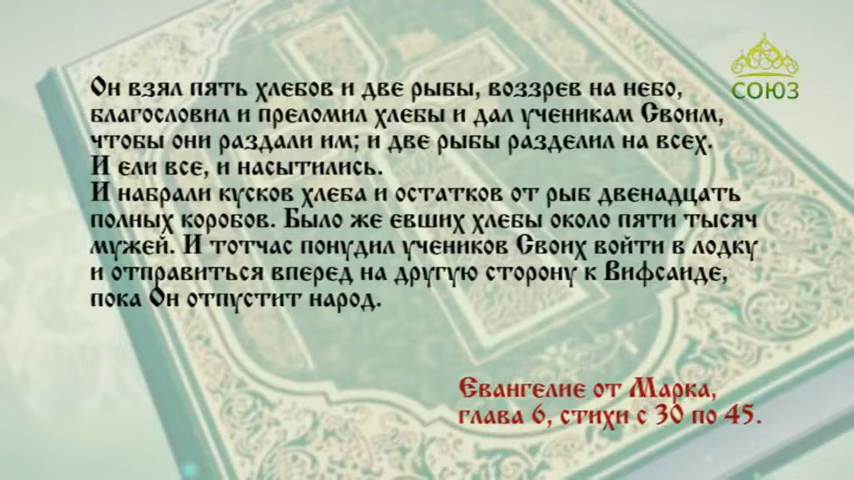 СОЮЗ
Он взял пять хлебов и две рыбы, воззрев на небо,
благословил и преломил хлебы и дал ученикам Своим,
чтобы они раздали им; и две рыбы разделил на всех.
И ели все, и насытились.
И набрали кусков хлеба и остатков от рыб двенадцать
полных коробов. Было же евших хлебы около пяти тысяч
мужей. И тотчас понудил учеников Своих войти в лодку
и отправиться вперед на другую сторону к Вифсаиде,
пока Он отпустит народ.
Евангелие от Марка,
глава 6, стихи с 30 по 45.